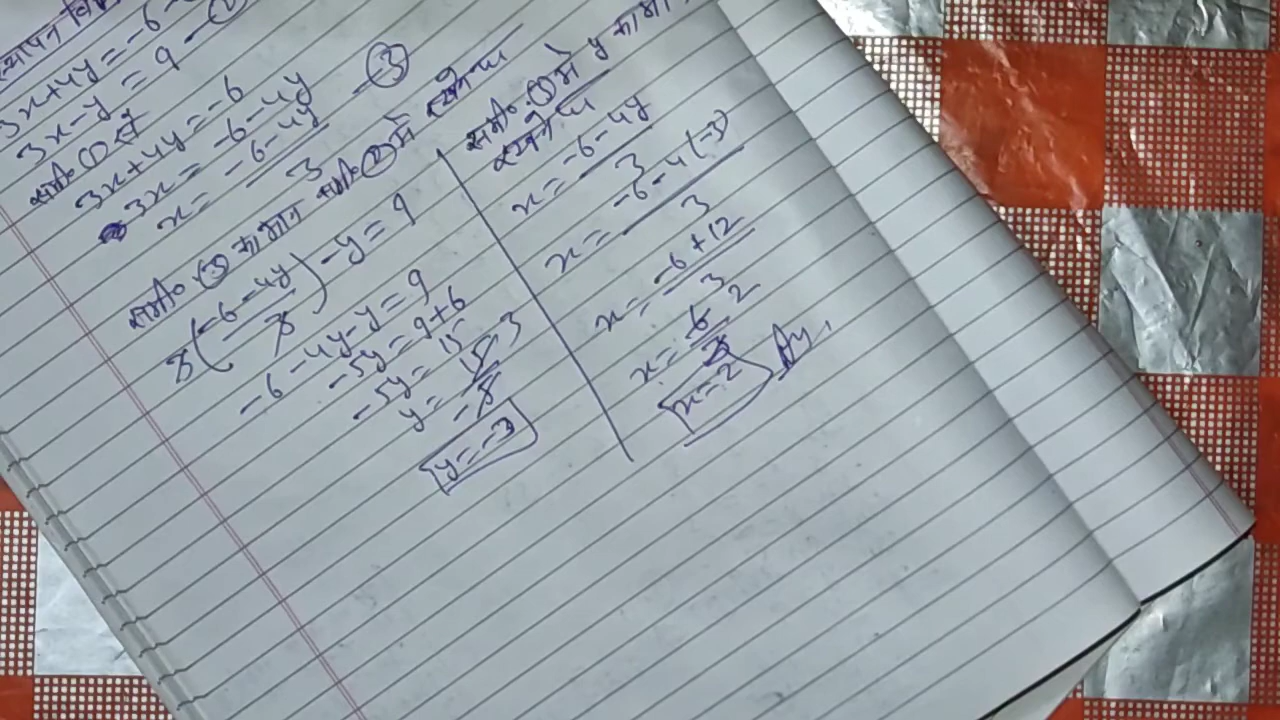 3x+4y=-6
3x-y=9
समी० ① से
3x+4y=-6
3x=-6-4y
x=-6-4y/3 -③
समी० ③ का मान समी० ② में रखने पर
3(-6-4y/3)-y=9
-6-4y-y=9
-5y=9+6
-5y=15
y=15/-5 3
y=-3
समी० ③ में y का मान
रखने पर
x=-6-4y/3
x=-6-4(-3)/3
x=-6+12/3
x=6/3 2
x=2 Ans